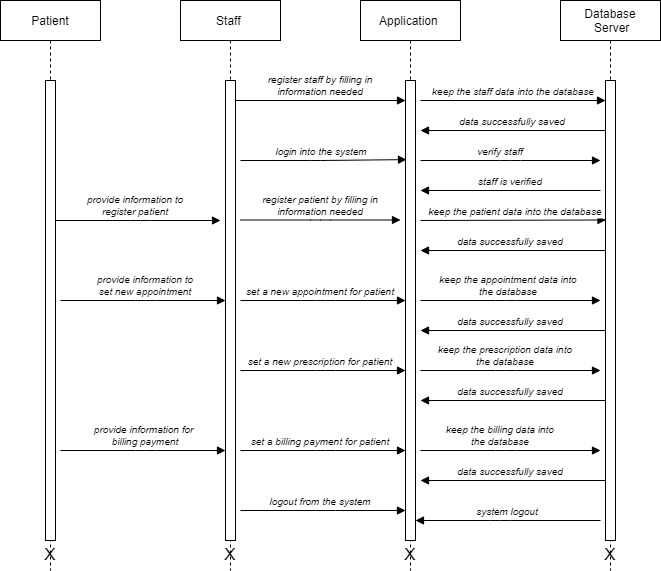 Patient
Staff
Application
Database
Server
register staff by filling in
information needed
keep the staff data into the database
data successfully saved
login into the system
verify staff
staff is verified
provide information to
register patient
register patient by filling in
information needed
keep the patient data into the database
data successfully saved
provide information to
set new appointment
set a new appointment for patient
keep the appointment data into
the database
data successfully saved
set a new prescription for patient
keep the prescription data into
the database
data successfully saved
provide information for
billing payment
set a billing payment for patient
keep the billing data into
the database
data successfully saved
logout from the system
system logout
X
X
X
X